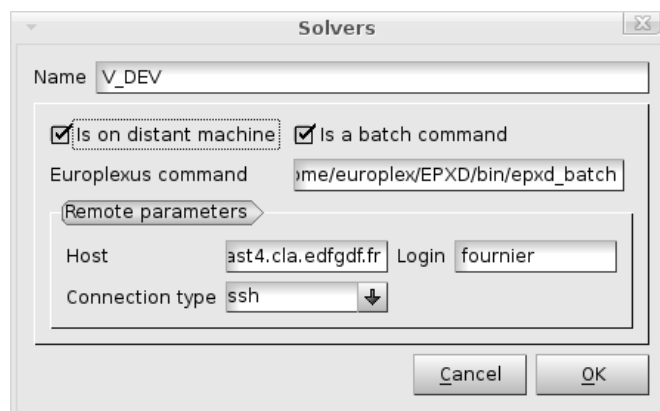 Solvers
Name V_DEV
Is on distant machine Is a batch command
Europlexus command ome/europlex/EPXD/bin/epxd_batch
Remote parameters
Host ast4.cla.edfgdf.fr Login fournier
Connection type ssh
Cancel OK